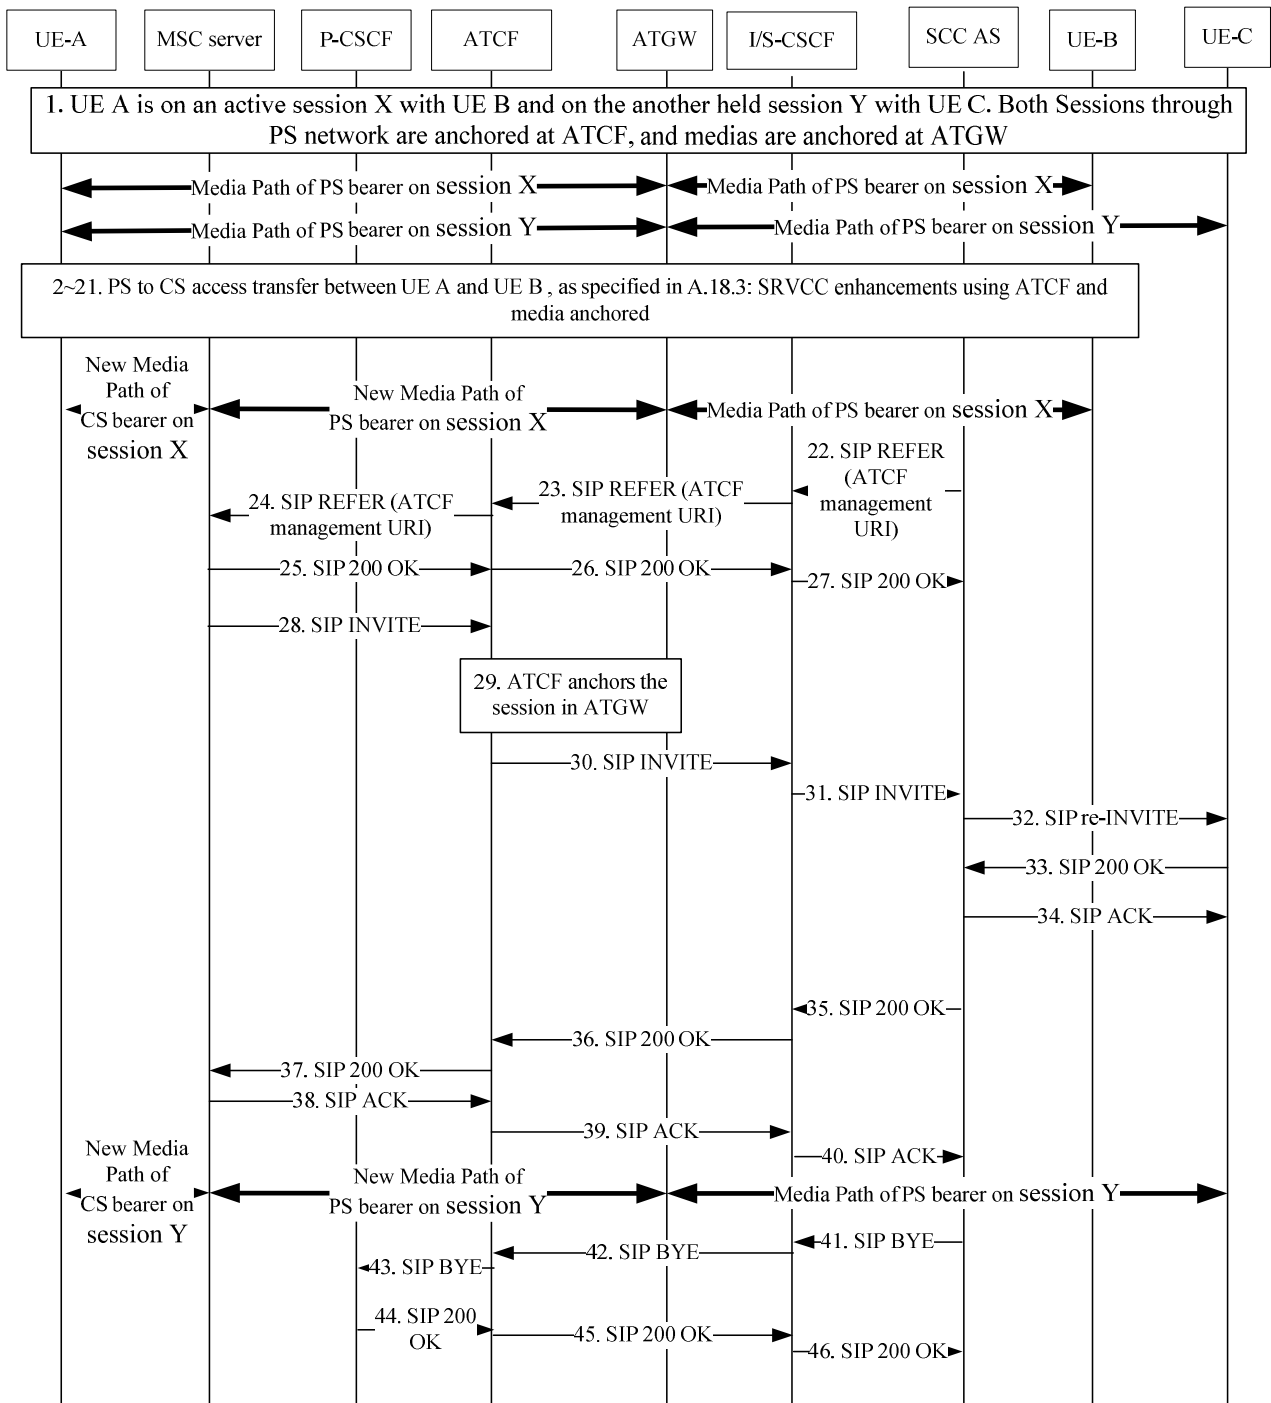 UE-A
MSC server
P-CSCF
ATCF
ATGW
I/S-CSCF
SCC AS
UE-B
UE-C
1. UE A is on an active session X with UE B and on the another held session Y with UE C. Both Sessions through
PS network are anchored at ATCF, and medias are anchored at ATGW
Media Path of PS bearer on session X
Media Path of PS bearer on session X
Media Path of PS bearer on session Y
Media Path of PS bearer on session Y
2~21. PS to CS access transfer between UE A and UE B , as specified in A.18.3: SRVCC enhancements using ATCF and
media anchored
New Media
Path of
CS bearer on
session X
New Media Path of
PS bearer on session X
Media Path of PS bearer on session X
22. SIP REFER
(ATCF
management
URI)
23. SIP REFER (ATCF
management URI)
24. SIP REFER (ATCF
management URI)
25. SIP 200 OK
26. SIP 200 OK
27. SIP 200 OK
28. SIP INVITE
29. ATCF anchors the
session in ATGW
30. SIP INVITE
31. SIP INVITE
32. SIP re-INVITE
33. SIP 200 OK
34. SIP ACK
35. SIP 200 OK
36. SIP 200 OK
37. SIP 200 OK
38. SIP ACK
39. SIP ACK
40. SIP ACK
New Media
Path of
CS bearer on
session Y
New Media Path of
PS bearer on session Y
Media Path of PS bearer on session Y
41. SIP BYE
42. SIP BYE
43. SIP BYE
44. SIP 200
OK
45. SIP 200 OK
46. SIP 200 OK